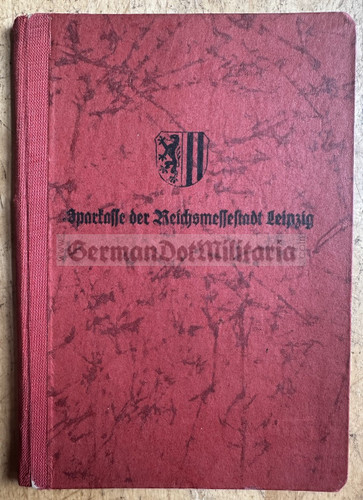 Sparkasse der Reichsmessestadt Leipzig
GermanDotMilitaria